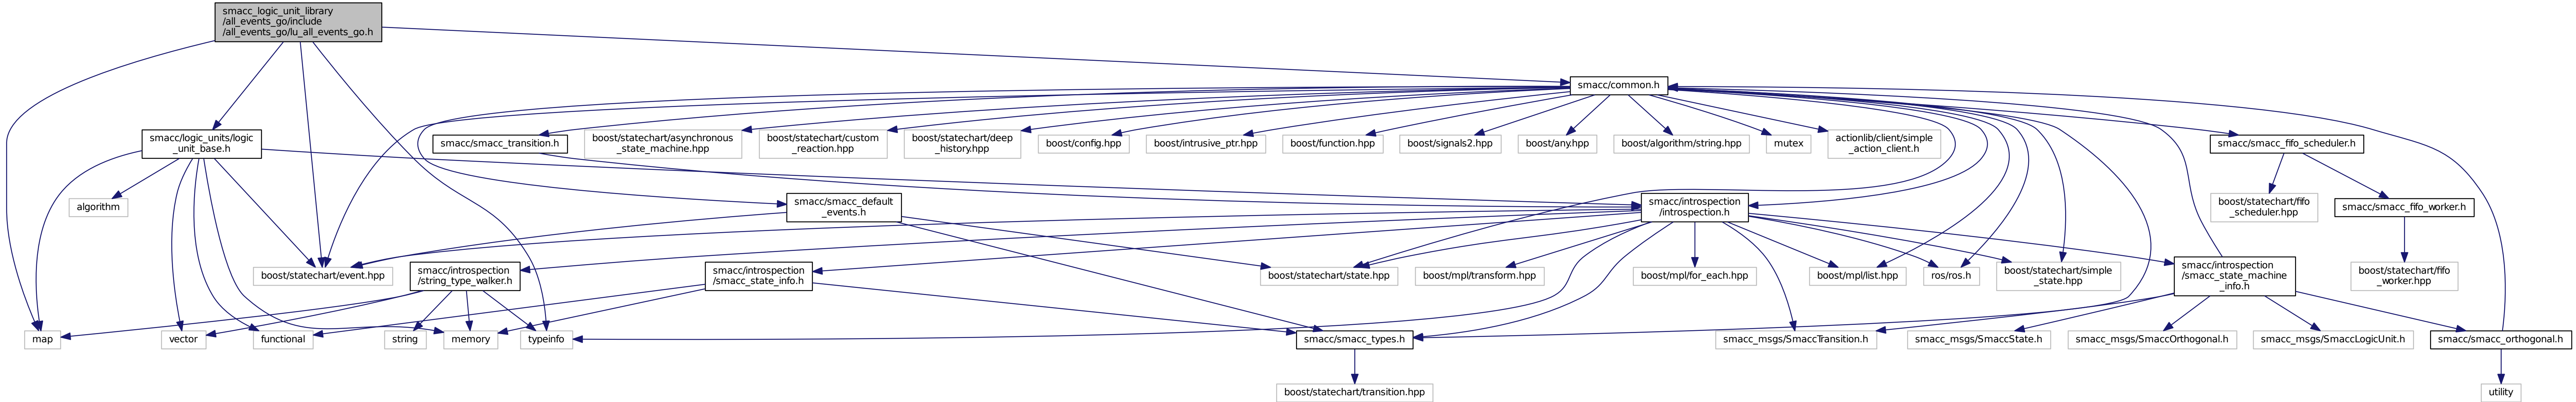 smacc_logic_unit_library
/all_events_go/include
/all_events_go/lu_all_events_go.h
smacc/common.h
smacc/logic_units/logic
_unit_base.h
smacc/smacc_transition.h
boost/statechart/asynchronous
_state_machine.hpp
boost/statechart/custom
_reaction.hpp
boost/statechart/deep
_history.hpp
boost/config.hpp
boost/intrusive_ptr.hpp
boost/function.hpp
boost/signals2.hpp
boost/any.hpp
boost/algorithm/string.hpp
mutex
actionlib/client/simple
_action_client.h
smacc/smacc_fifo_scheduler.h
algorithm
smacc/smacc_default
_events.h
smacc/introspection
/introspection.h
boost/statechart/fifo
_scheduler.hpp
smacc/smacc_fifo_worker.h
boost/statechart/event.hpp
smacc/introspection
/string_type_walker.h
smacc/introspection
/smacc_state_info.h
boost/statechart/state.hpp
boost/mpl/transform.hpp
boost/mpl/for_each.hpp
boost/mpl/list.hpp
ros/ros.h
boost/statechart/simple
_state.hpp
smacc/introspection
/smacc_state_machine
_info.h
boost/statechart/fifo
_worker.hpp
map
vector
functional
string
memory
typeinfo
smacc/smacc_types.h
smacc_msgs/SmaccTransition.h
smacc_msgs/SmaccState.h
smacc_msgs/SmaccOrthogonal.h
smacc_msgs/SmaccLogicUnit.h
smacc/smacc_orthogonal.h
boost/statechart/transition.hpp
utility